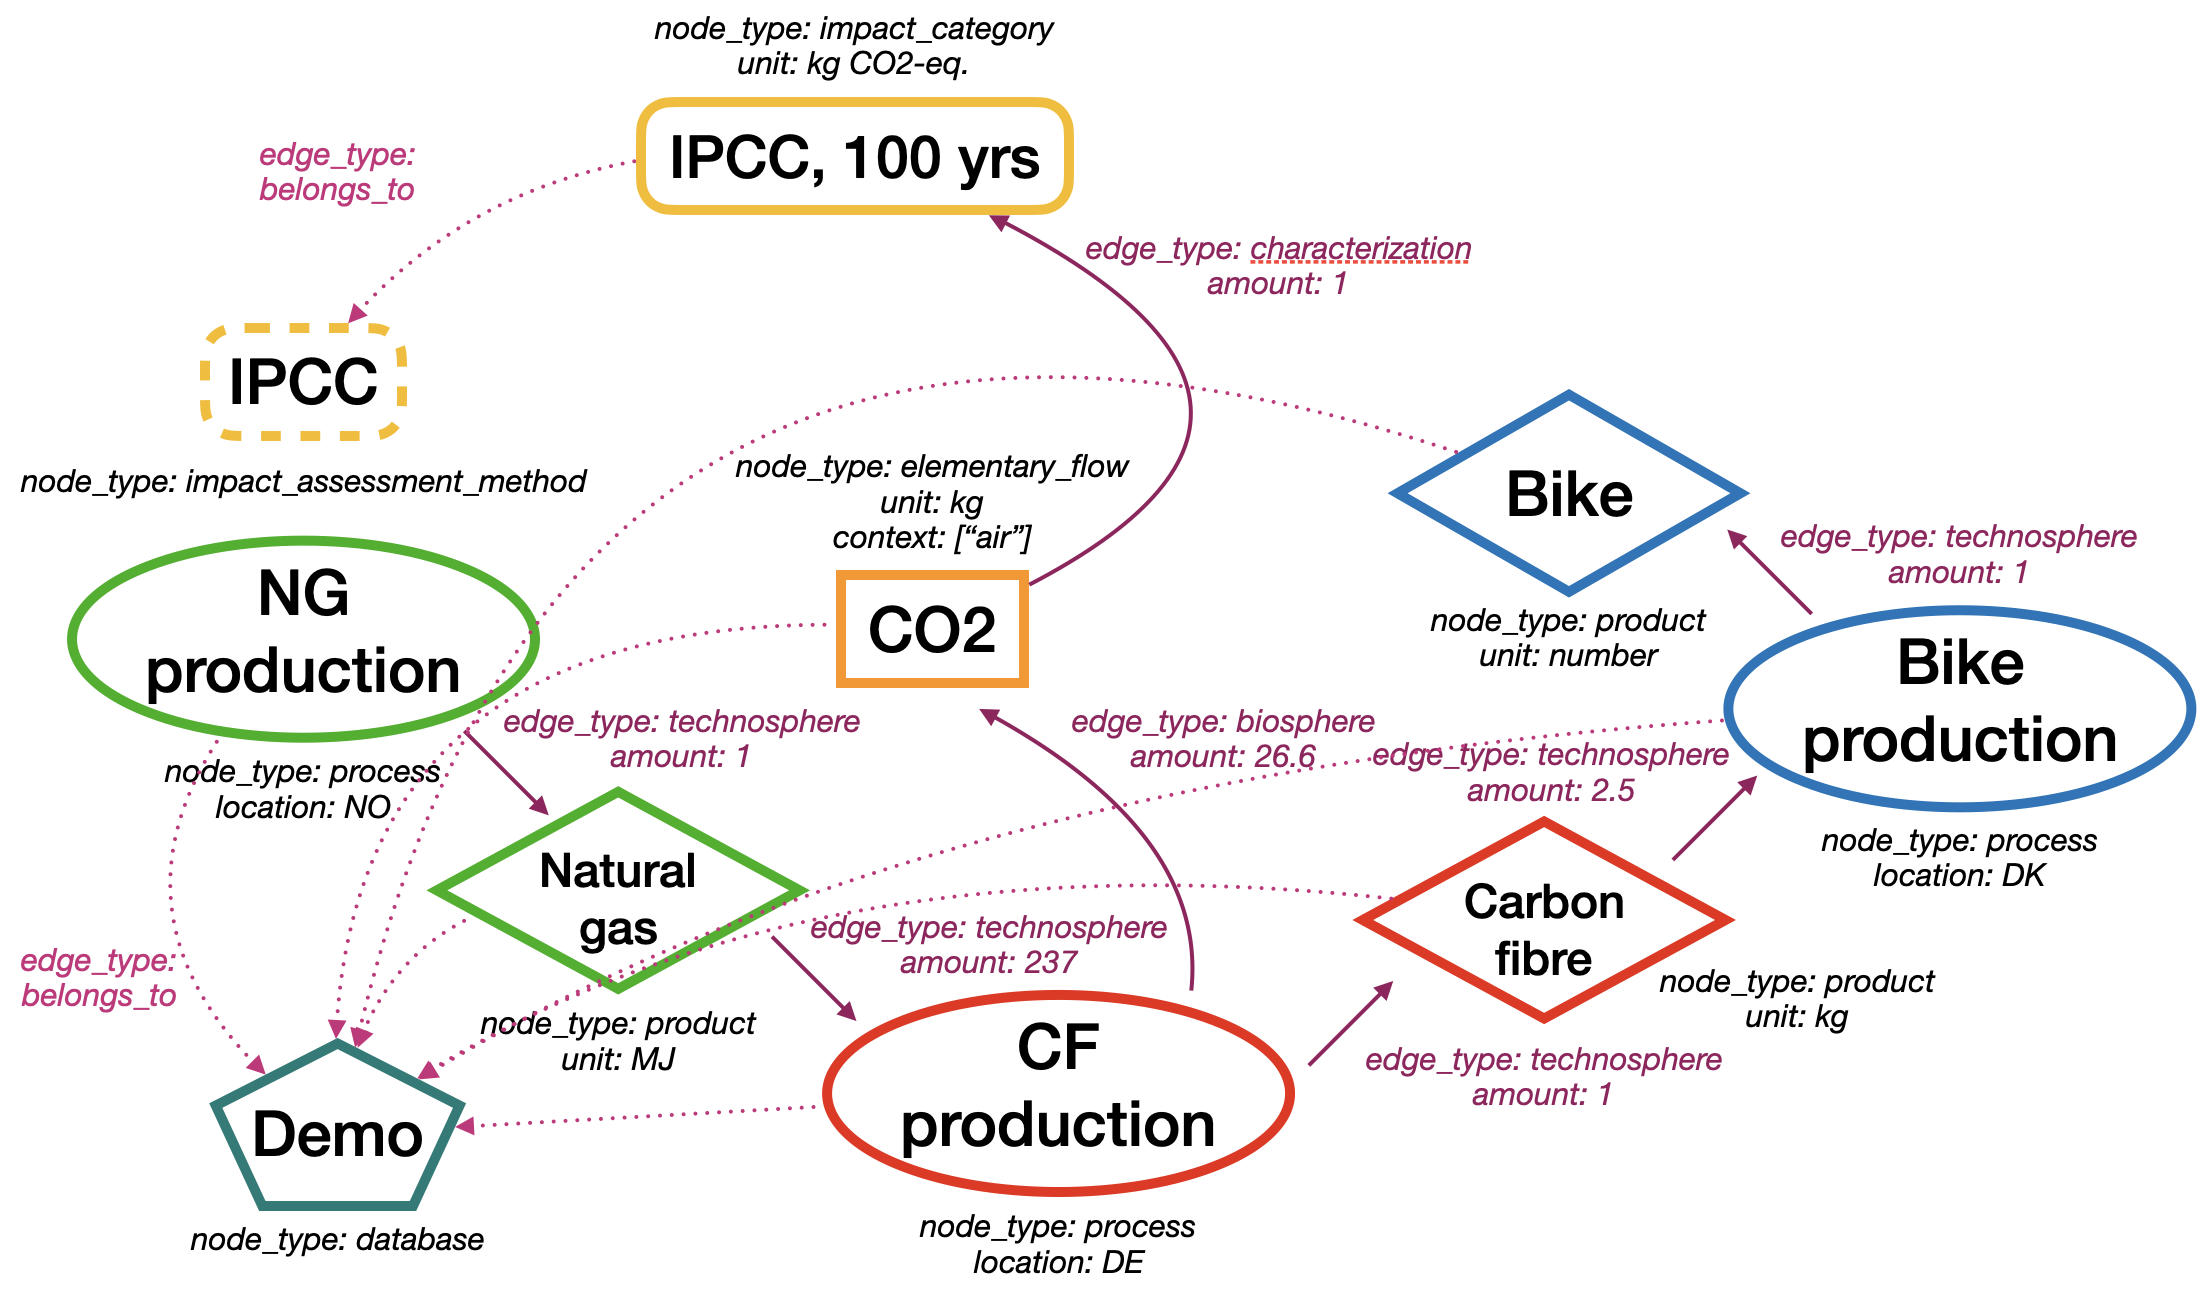 node_type: impact_category
unit: kg CO2-eq.
IPCC, 100 yrs
edge_type:
belongs_to
edge_type: characterization
amount: 1
IPCC
node_type: impact_assessment_method
node_type: elementary_flow
unit: kg
context: [“air”]
CO2
Bike
node_type: product
unit: number
edge_type: technosphere
amount: 1
Bike
production
node_type: process
location: DK
NG
production
node_type: process
location: NO
edge_type: technosphere
amount: 1
edge_type: biosphere
amount: 26.6
edge_type: technosphere
amount: 2.5
Natural
gas
node_type: product
unit: MJ
edge_type: technosphere
amount: 237
Carbon
fibre
node_type: product
unit: kg
edge_type:
belongs_to
CF
production
node_type: process
location: DE
edge_type: technosphere
amount: 1
Demo
node_type: database